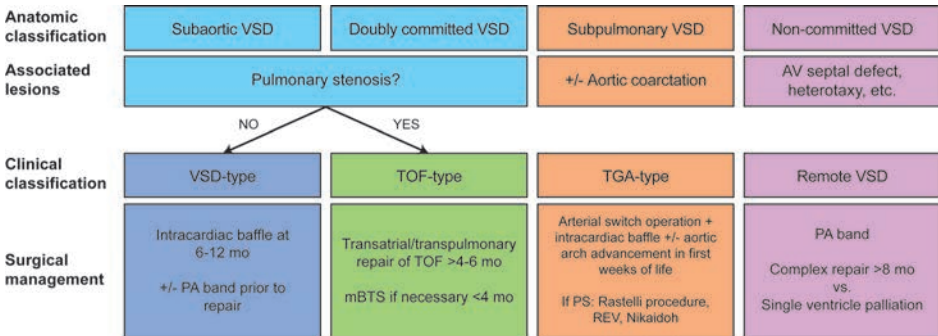 Anatomic
classification
Subaortic VSD
Doubly committed VSD
Subpulmonary VSD
Non-committed VSD
Associated
lesions
Pulmonary stenosis?
+/- Aortic coarctation
AV septal defect,
heterotaxy, etc.
NO
YES
Clinical
classification
VSD-type
TOF-type
TGA-type
Remote VSD
Surgical
management
Intracardiac baffle at
6-12 mo
+/- PA band prior to
repair
Transatrial/transpulmonary
repair of TOF >4-6 mo
mBTS if necessary <4 mo
Arterial switch operation +
intracardiac baffle +/- aortic
arch advancement in first
weeks of life
If PS: Rastelli procedure,
REV, Nikaidoh
PA band
Complex repair >8 mo
vs.
Single ventricle palliation